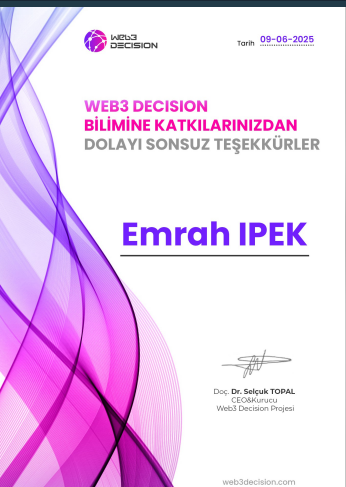 Web3
DECISION
Tarih 09-06-2025
WEB3 DECISION
BİLİMİNE KATKILARINIZDAN
DOLAYI SONSUZ TEŞEKKÜRLER
Emrah IPEK
Doç. Dr. Selçuk TOPAL
CEO&Kurucu
Web3 Decision Projesi
web3decision.com